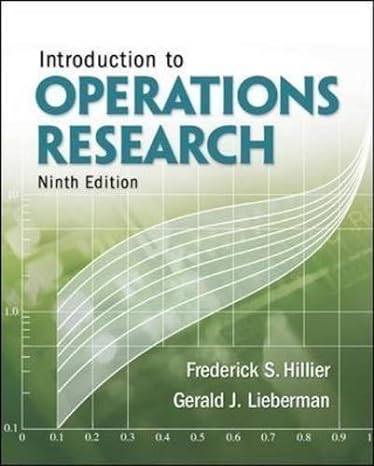 Introduction to
OPERATIONS
RESEARCH
Ninth Edition
10
1.0
Frederick S. Hillier
Gerald J. Lieberman
0.1
0 0.1 0.2 0.3 0.4 0.5 0.6 0.7 0.8 0.9 1